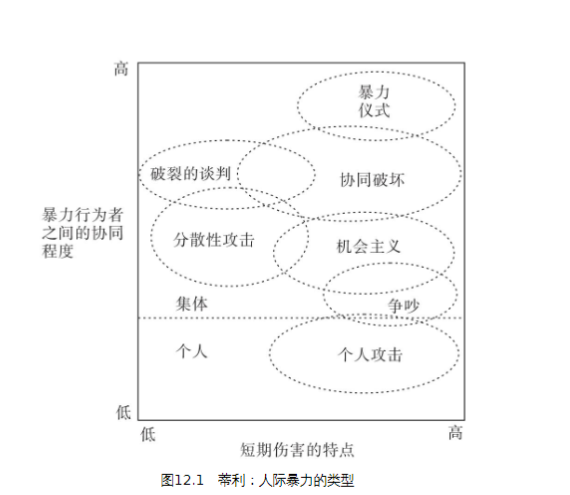 高
暴力
仪式
破裂的谈判
协同破坏
暴力行为者
之间的协同
程度
分散性攻击
机会主义
集体
争吵
个人
个人攻击
低
低
高
短期伤害的特点
图12.1 蒂利；人际暴力的类型